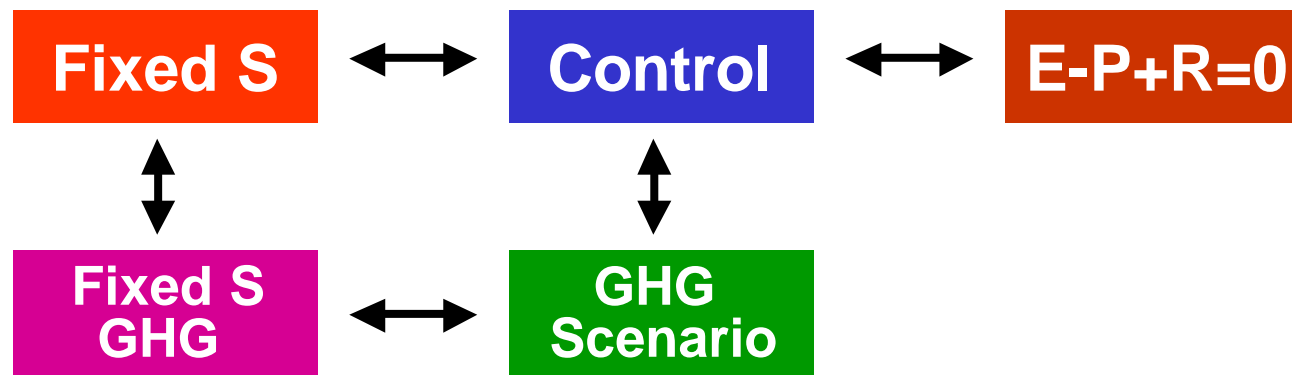 Fixed S
Control
E-P+R=0
Fixed S
GHG
GHG
Scenario